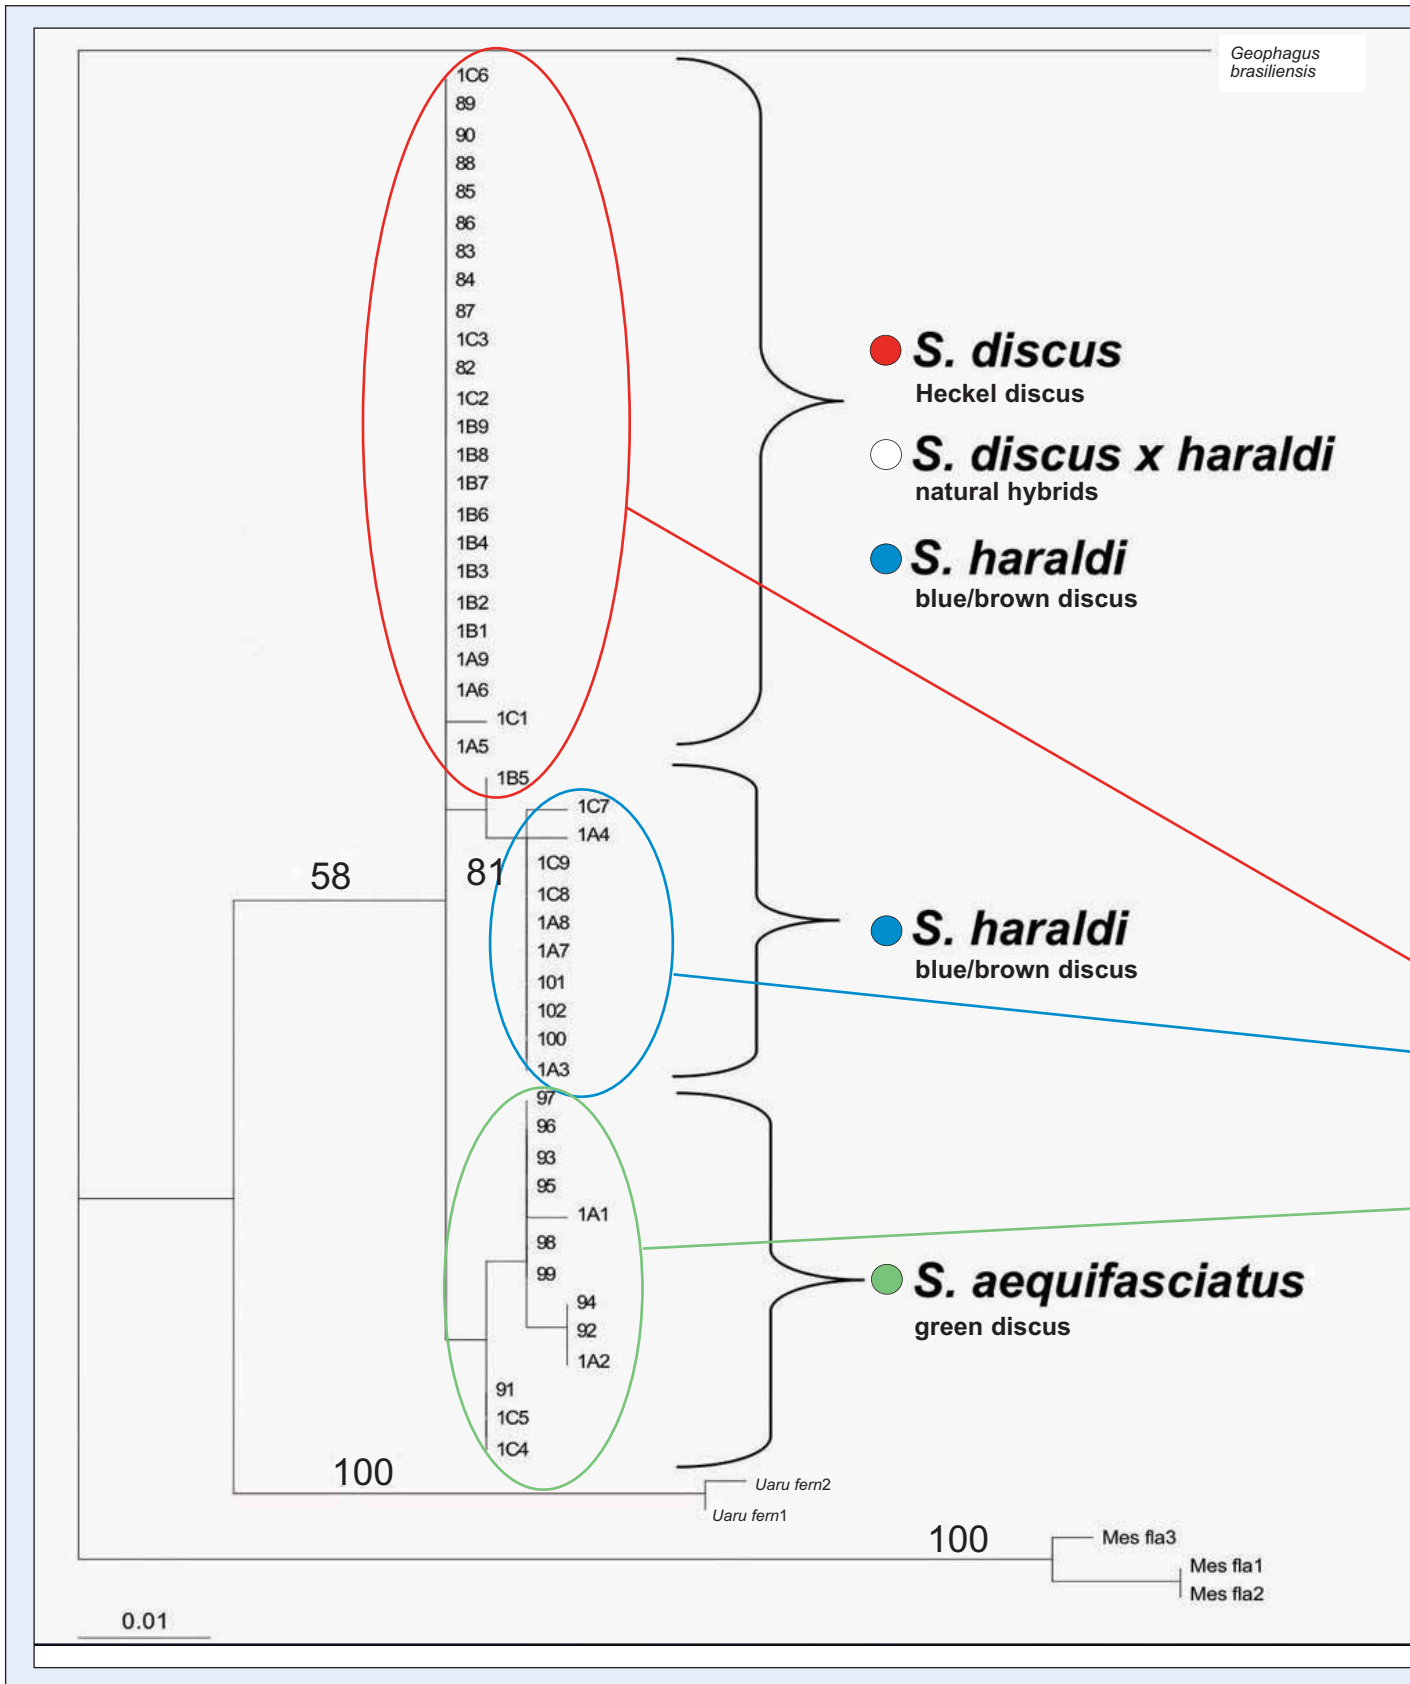 Geophagus
brasiliensis
1C6
89
90
88
85
86
83
84
87
1C3
82
1C2
1B9
1B8
1B7
1B6
1B4
1B3
1B2
1B1
1A9
1A6
1C1
1A5
1B5
S. discus
Heckel discus
S. discus x haraldi
natural hybrids
S. haraldi
blue/brown discus
1C7
1A4
1C9
1C8
1A8
1A7
101
102
100
1A3
58
81
S. haraldi
blue/brown discus
97
96
93
95
1A1
98
99
94
92
1A2
91
1C5
1C4
S. aequifasciatus
green discus
100
Uaru fern2
Uaru fern1
100
Mes fla3
Mes fla1
Mes fla2
0.01